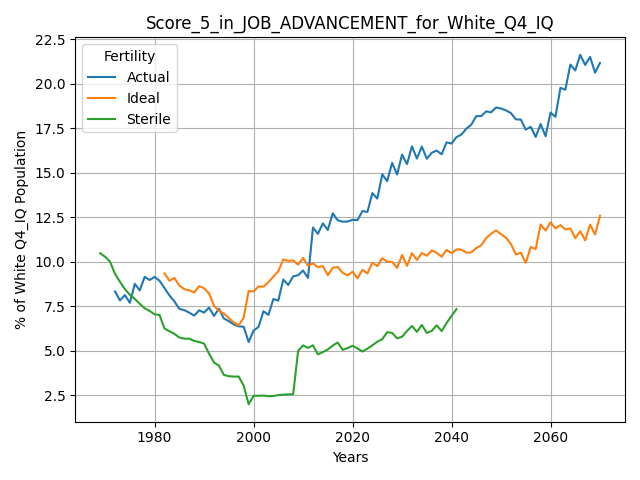 Score_5_in_JOB_ADVANCEMENT_for_White_Q4_IQ
Fertility
Actual
Ideal
Sterile
22.5
20.0
17.5
15.0
12.5
10.0
7.5
5.0
2.5
% of White Q4_IQ Population
1980
2000
2020
2040
2060
Years